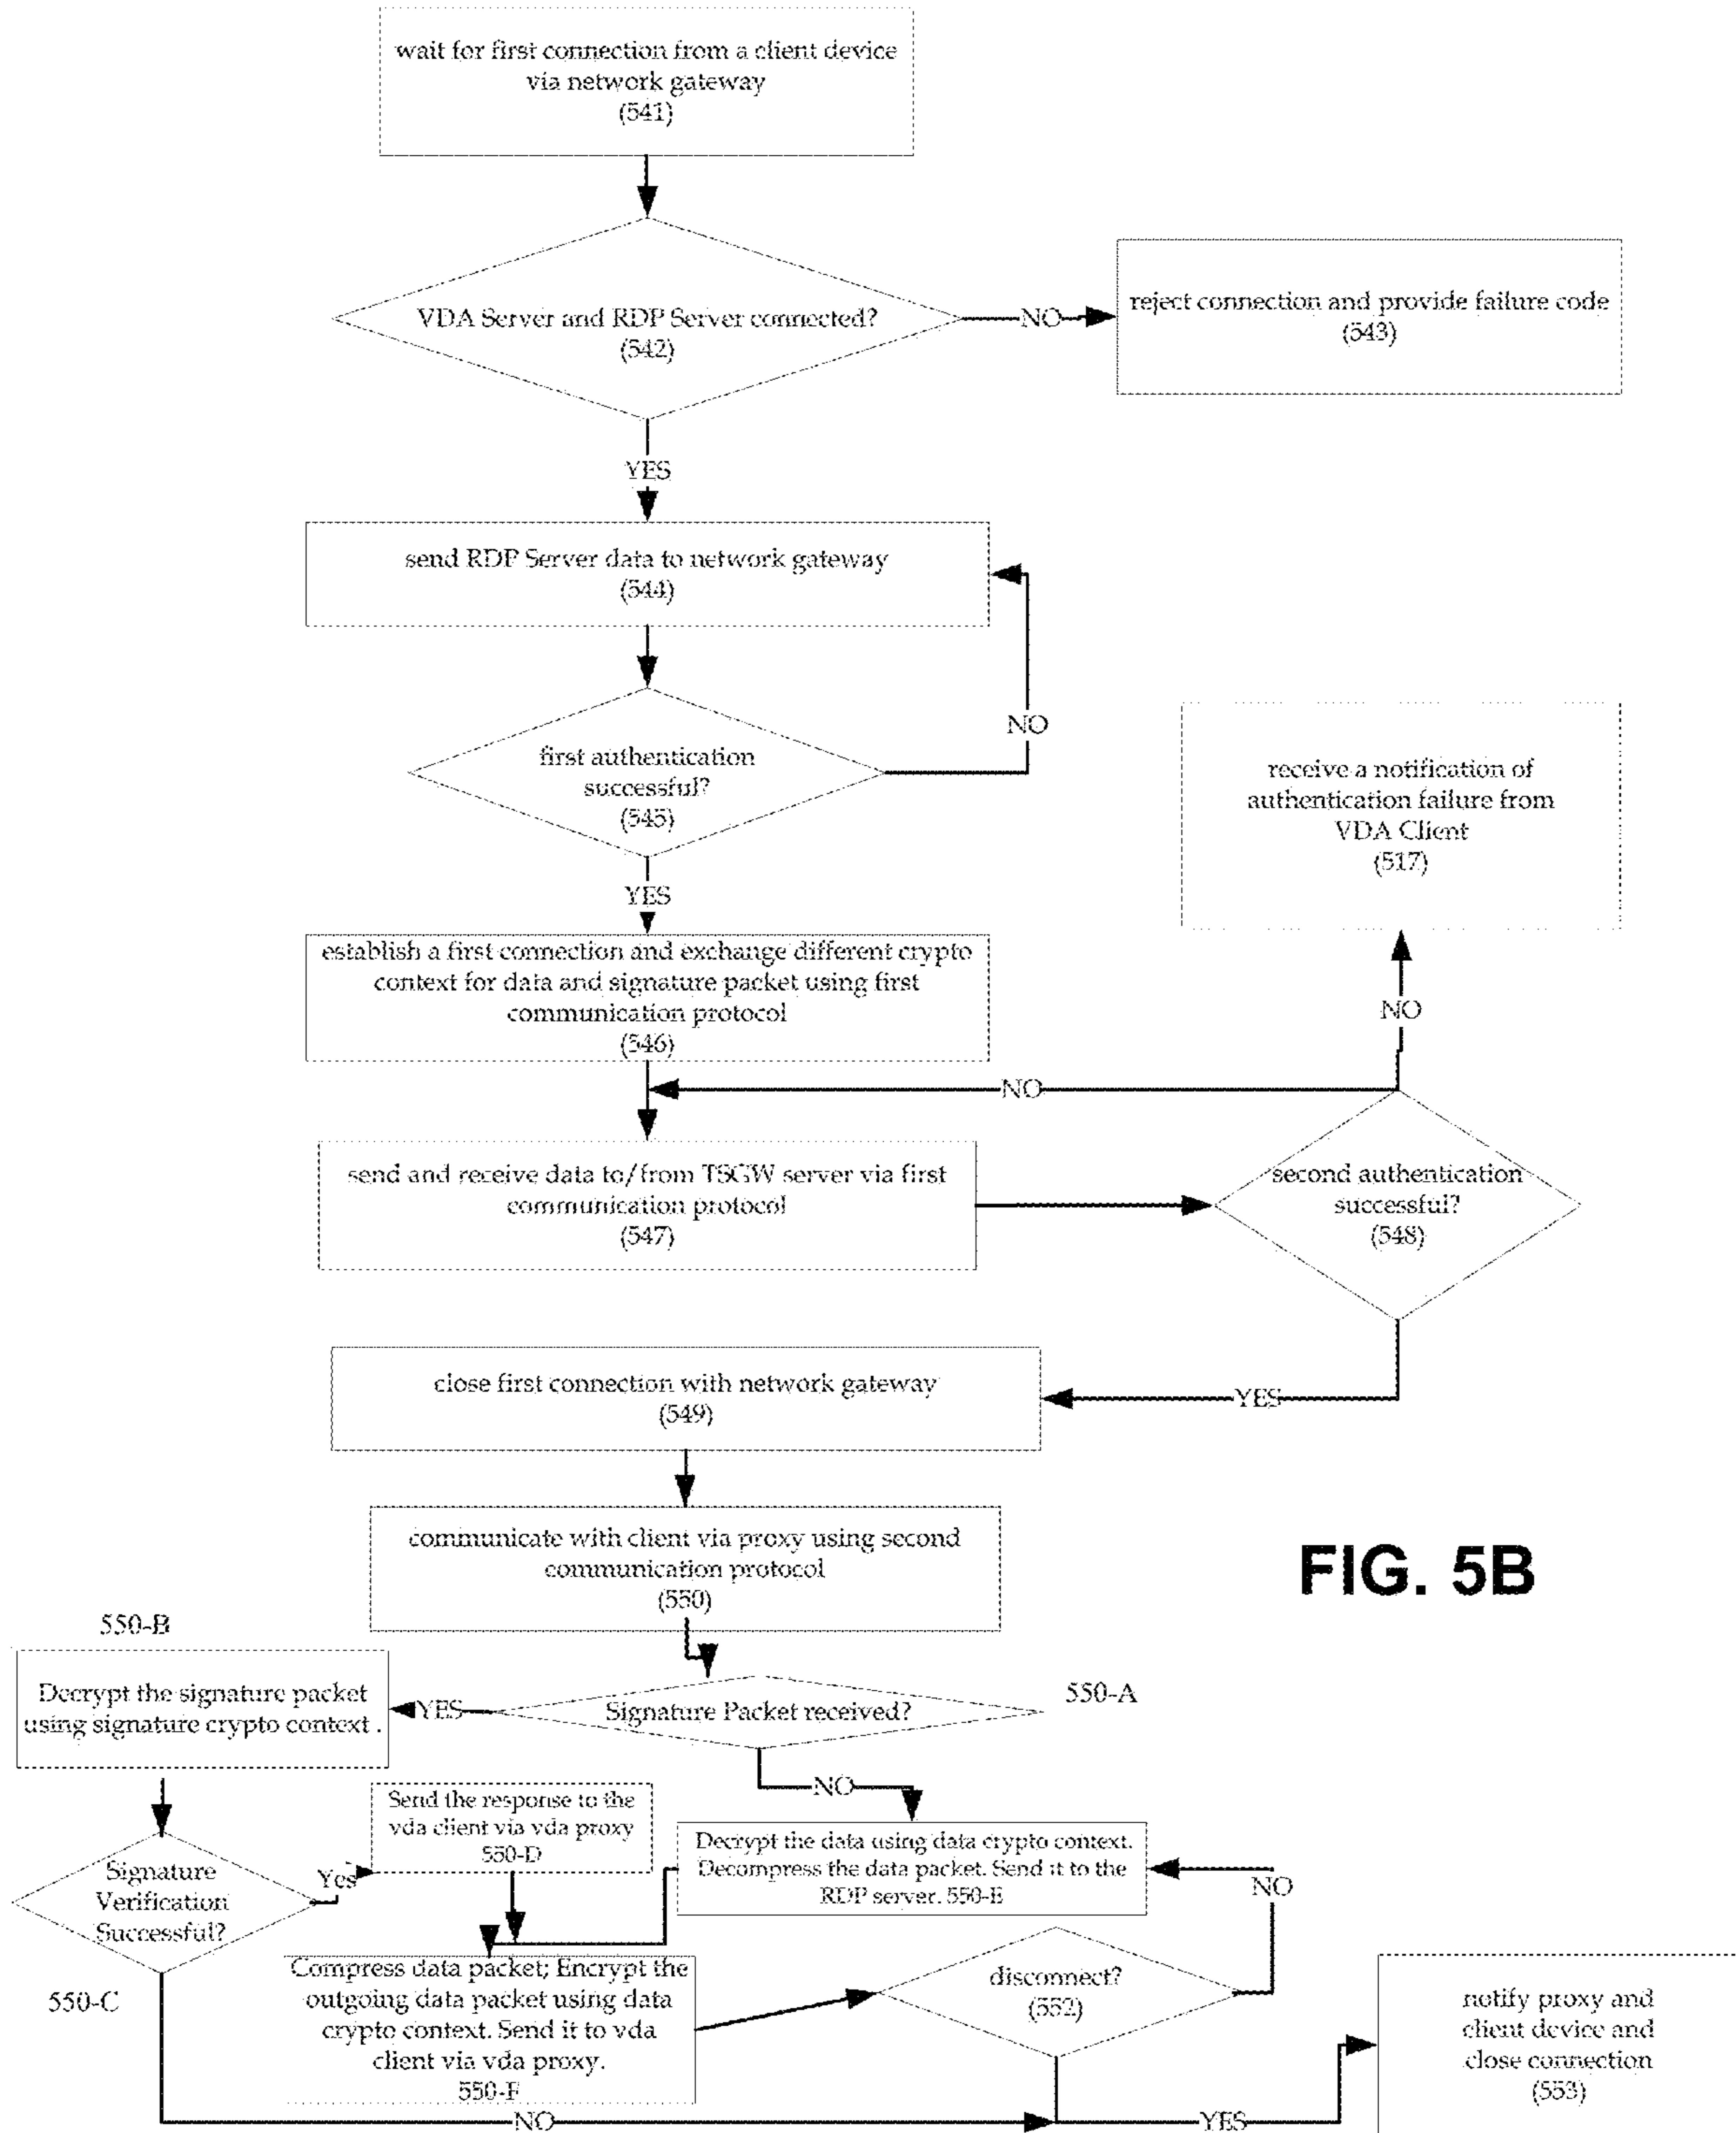 wait for first connection from a client device
via network gateway
(541)
VDA Server and RDP Server connected?
(542)
NO
reject connection and provide failure code
(543)
YES
send RDP Server data to network gateway
(544)
NO
first authentication
successful?
(545)
receive a notification of
authentication failure from
VDA Client
(517)
YES
establish a first connection and exchange different crypto
context for data and signature packet using first
communication protocol
(546)
NO
NO
send and receive data to/from TSGW server via first
communication protocol
(547)
second authentication
successful?
(548)
close first connection with network gateway
(549)
YES
communicate with client via proxy using second
communication protocol
(550)
FIG. 5B
550-B
Decrypt the signature packet
using signature crypto context .
YES
Signature Packet received?
550-A
NO
Send the response to the
vda client via vda proxy
550-D
Decrypt the data using data crypto context.
Decompress the data packet. Send it to the
RDP server. 550-E
Signature
Verification
Successful?
Yes
NO
550-C
Compress data packet; Encrypt the
outgoing data packet using data
crypto context. Send it to vda
client via vda proxy.
550-F
disconnect?
(552)
notify proxy and
client device and
close connection
(553)
NO
YES